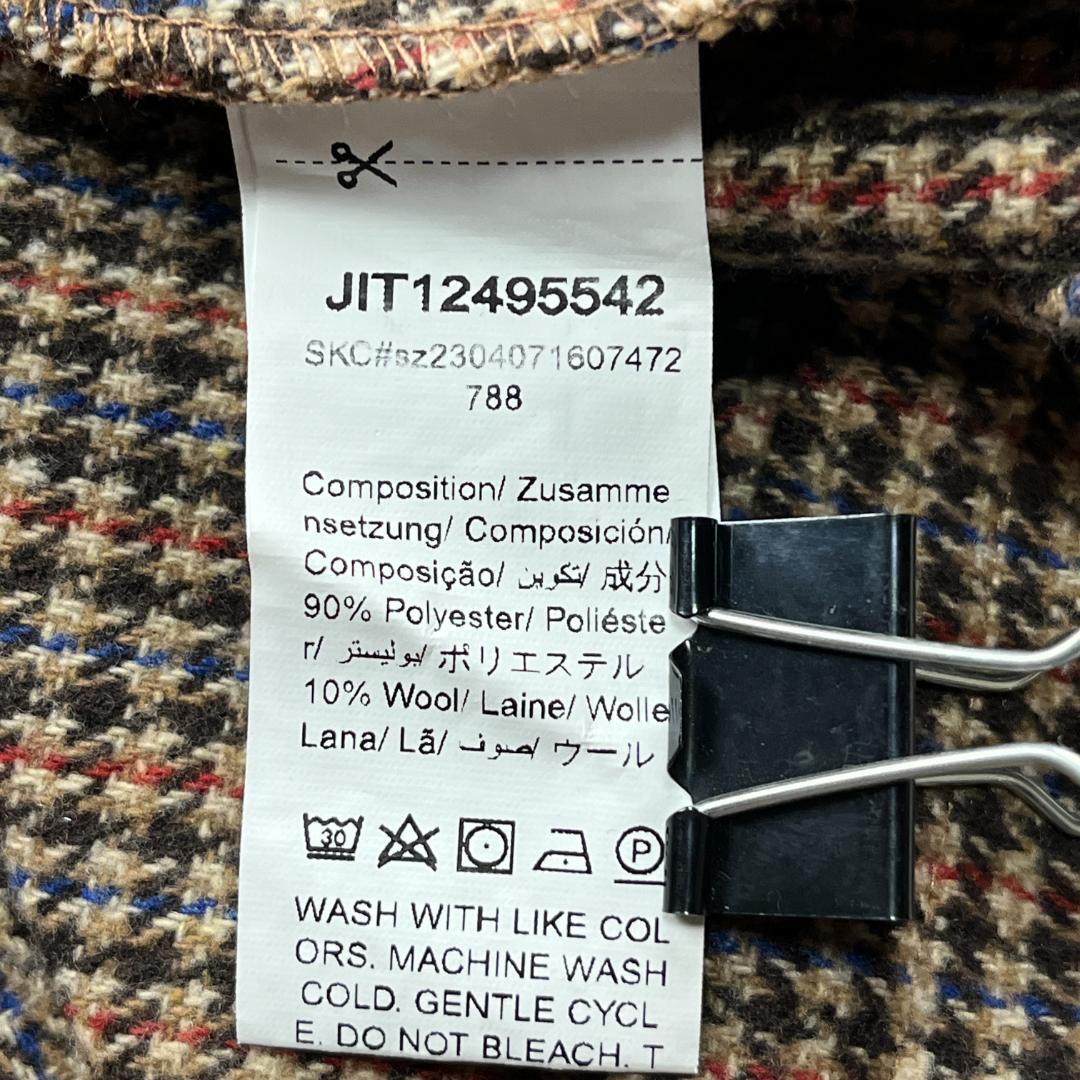 JIT12495542
SKC#sz2304071607472
788
Composition/ Zusamme
nsetzung/ Composición/
Composição/ تكوين/ 成分
90% Polyester/ Poliéste
r/ بوليستر/ ポリエステル
10% Wool/ Laine/ Wolle/
Lana/ Lã/ صوف/ ウール
30
P
WASH WITH LIKE COL
ORS. MACHINE WASH
COLD. GENTLE CYCL
E. DO NOT BLEACH. T